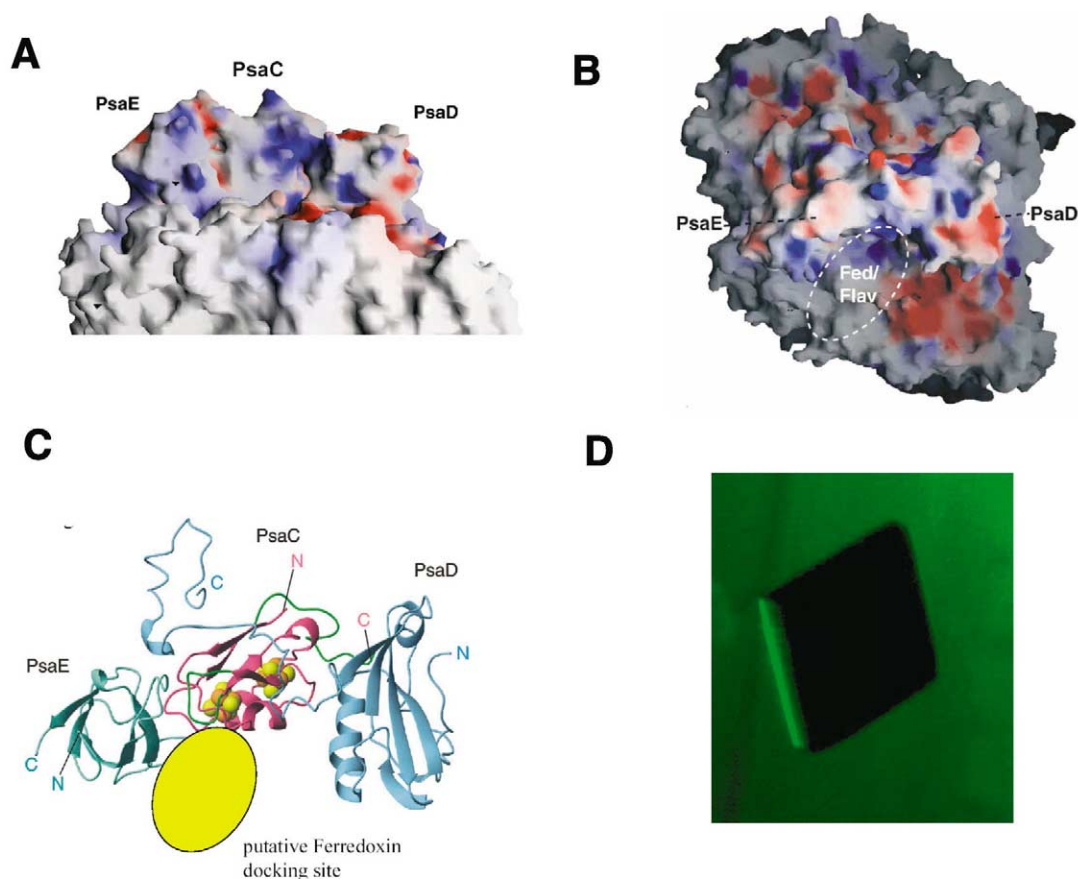 A
PsaC
PsaE
PsaD
B
PsaE
PsaD
Fed/
Flav
C
PsaC
N
PsaD
C
C
N
PsaE
C
N
putative Ferredoxin
docking site
D